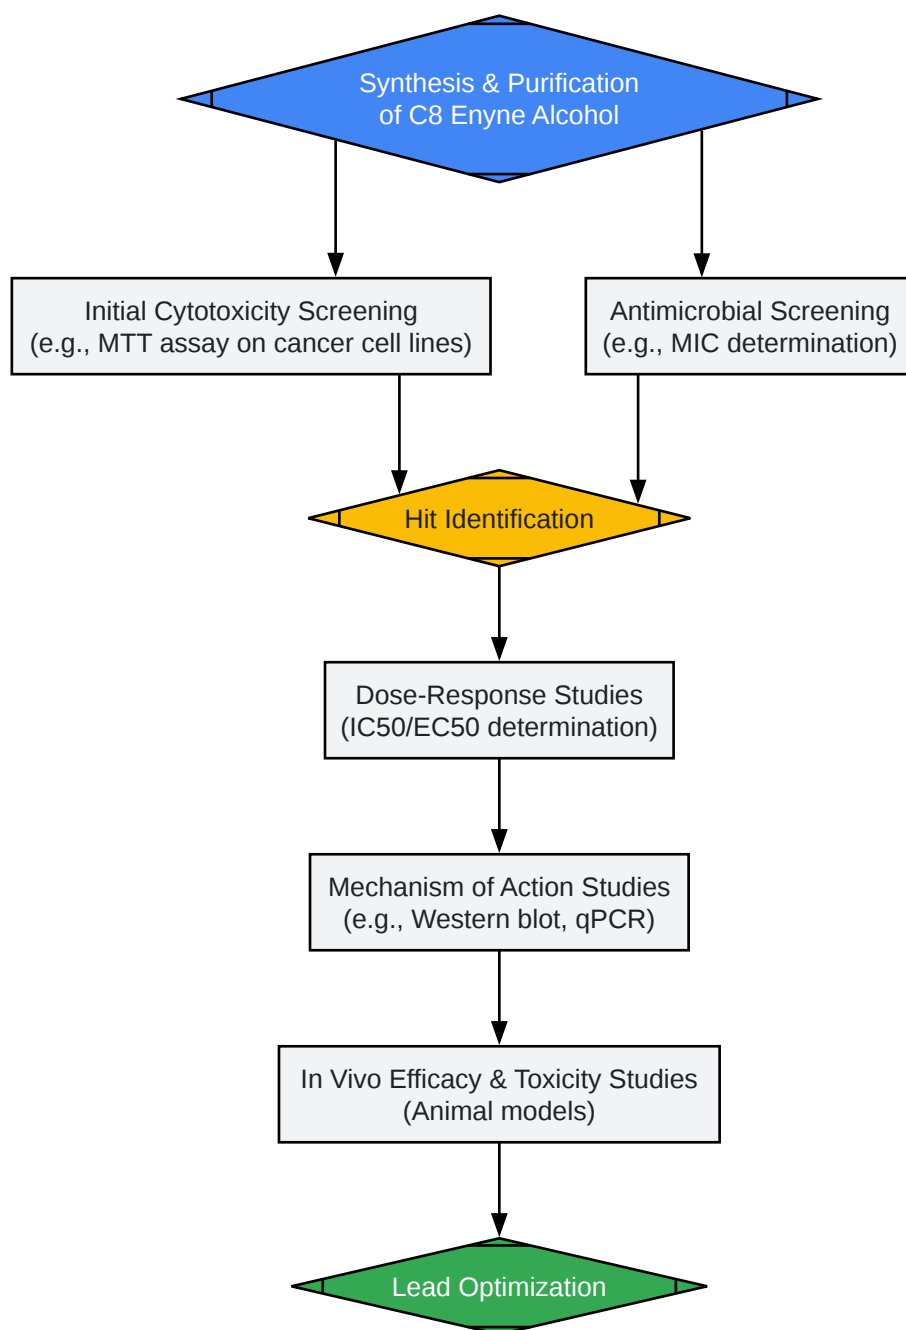 Synthesis & Purification
of C8 Enyne Alcohol
Initial Cytotoxicity Screening
(e.g., MTT assay on cancer cell lines)
Antimicrobial Screening
(e.g., MIC determination)
Hit Identification
Dose-Response Studies
(IC50/EC50 determination)
Mechanism of Action Studies
(e.g., Western blot, qPCR)
In Vivo Efficacy & Toxicity Studies
(Animal models)
Lead Optimization